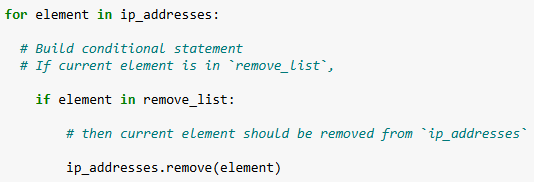 for element in ip_addresses:
# Build conditional statement
# If current element is in `remove_list`,
if element in remove_list:
# then current element should be removed from `ip_addresses`
ip_addresses.remove(element)